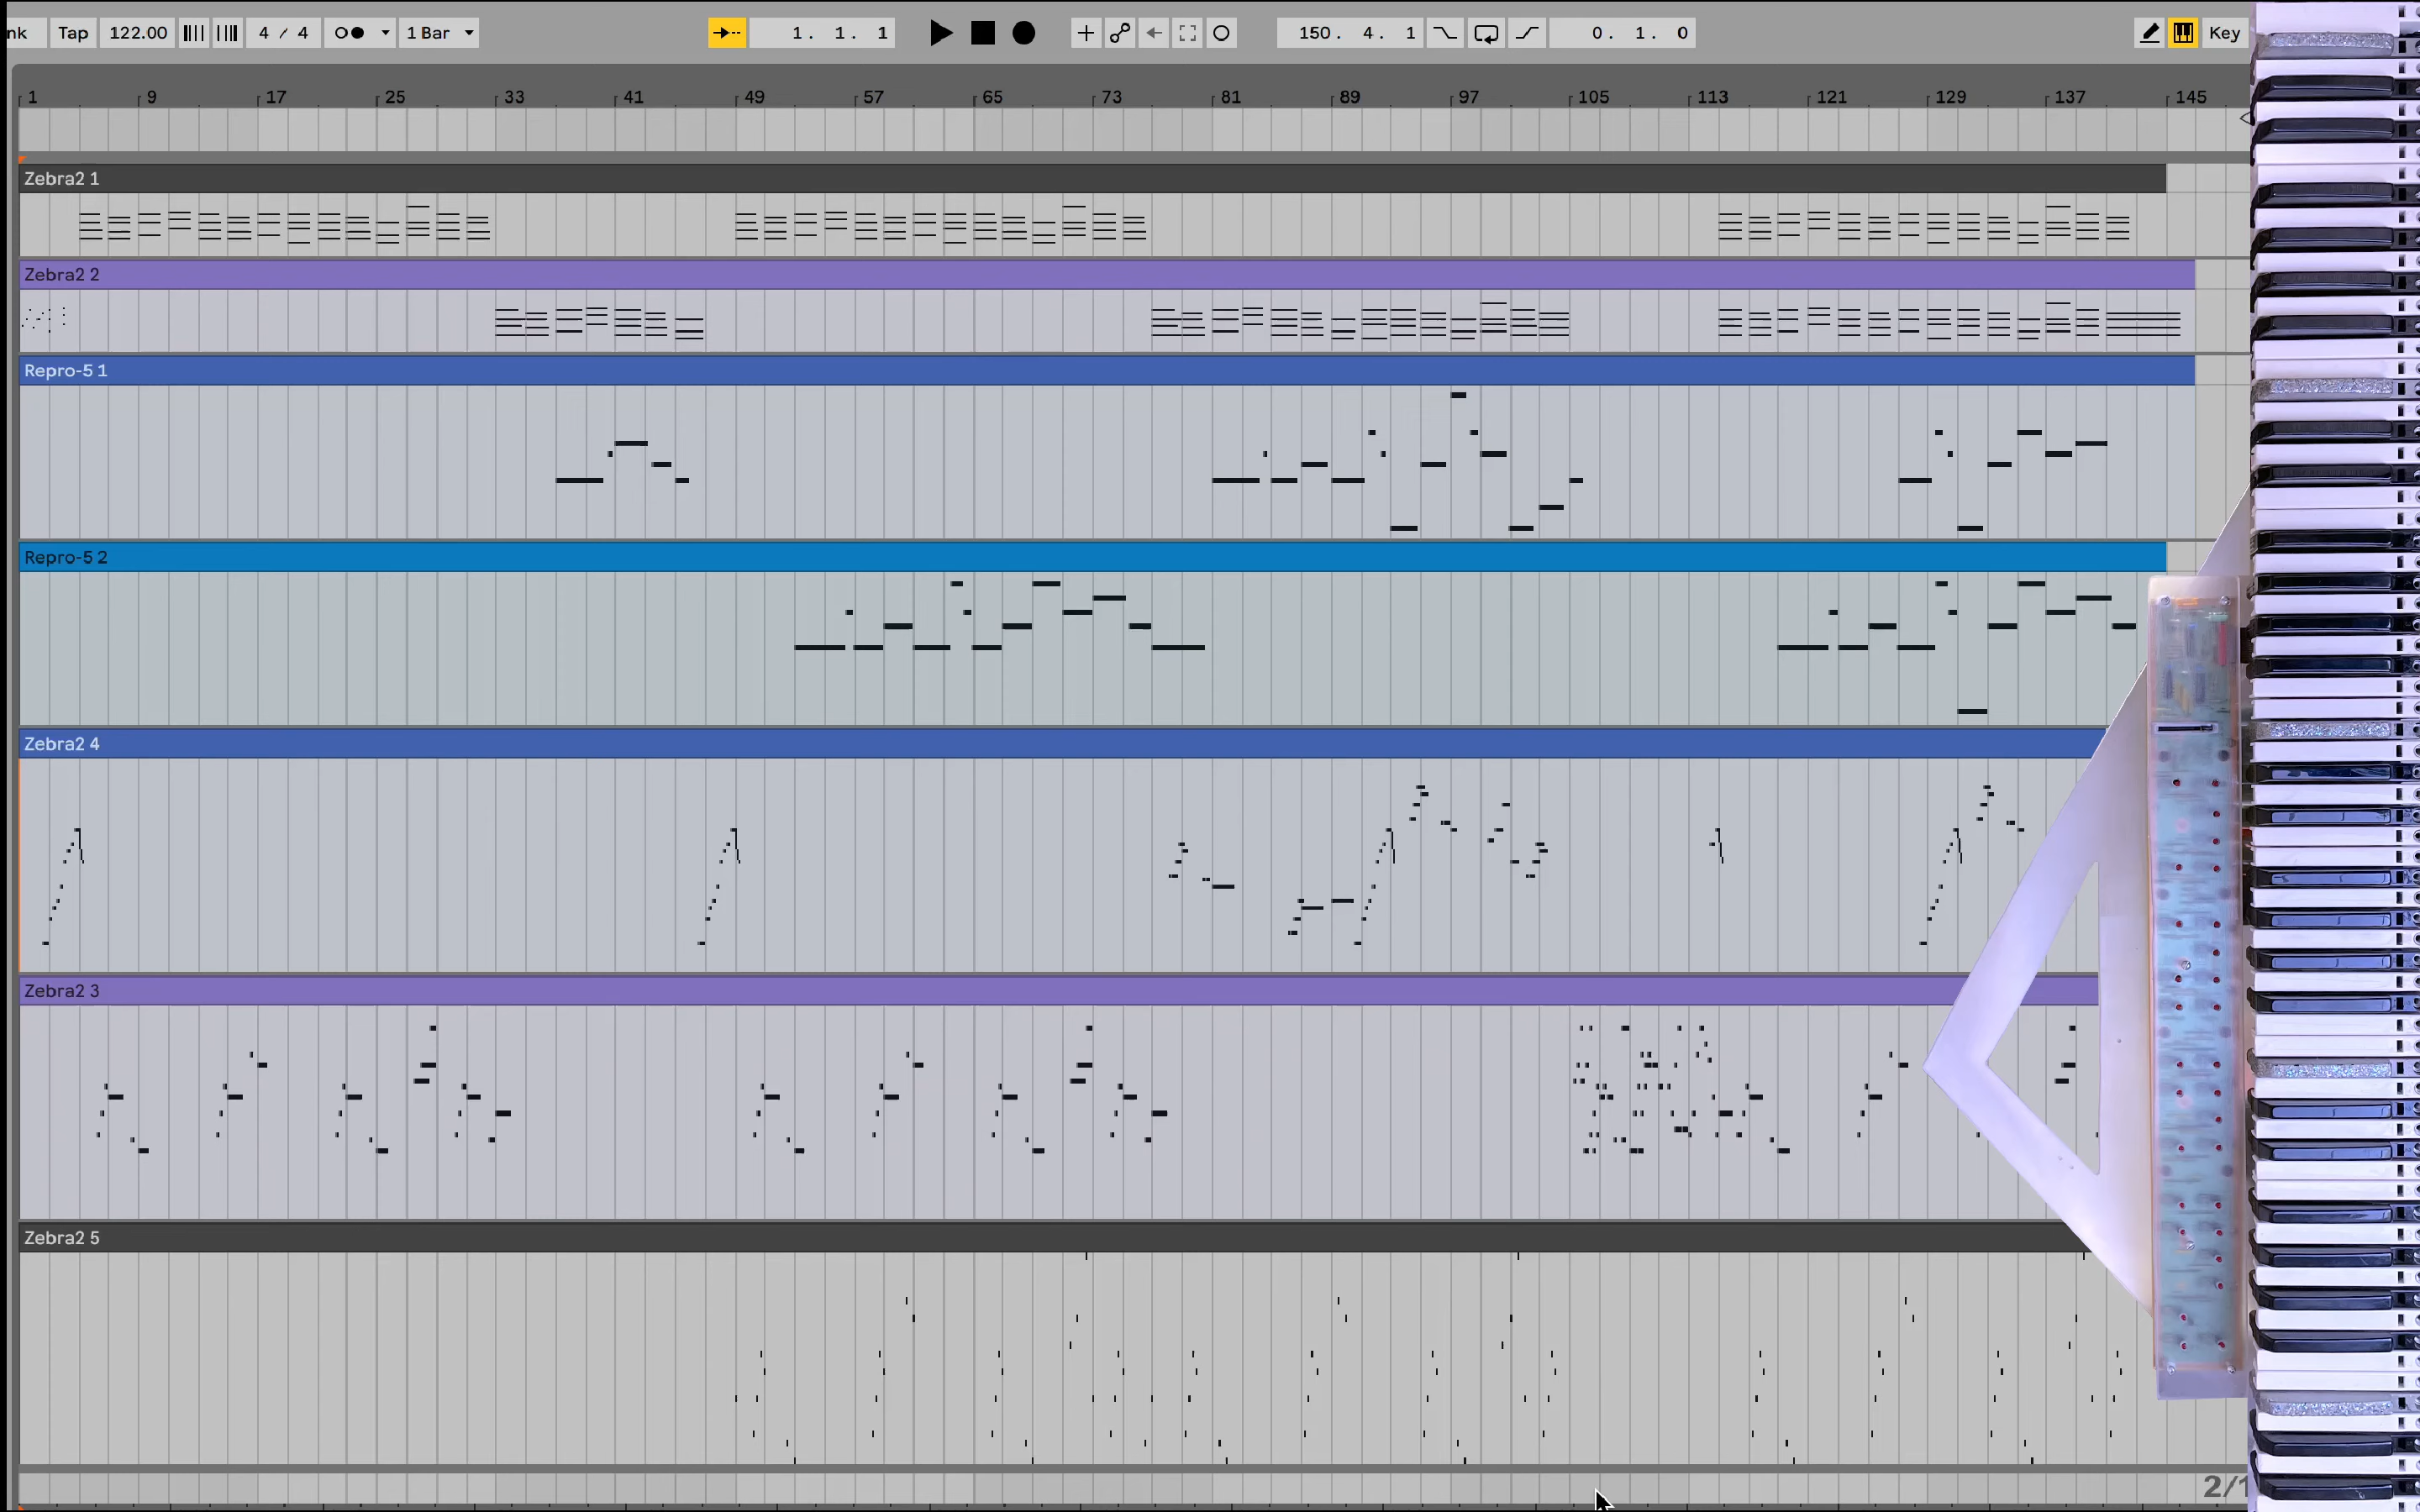 nk Tap 122.00 4 / 4 1 Bar 1. 1. 1 150. 4. 1 0. 1. 0 Key
1 9 17 25 33 41 49 57 65 73 81 89 97 105 113 121 129 137 145
Zebra2 1
Zebra2 2
Repro-5 1
Repro-5 2
Zebra2 4
Zebra2 3
Zebra2 5
2/1